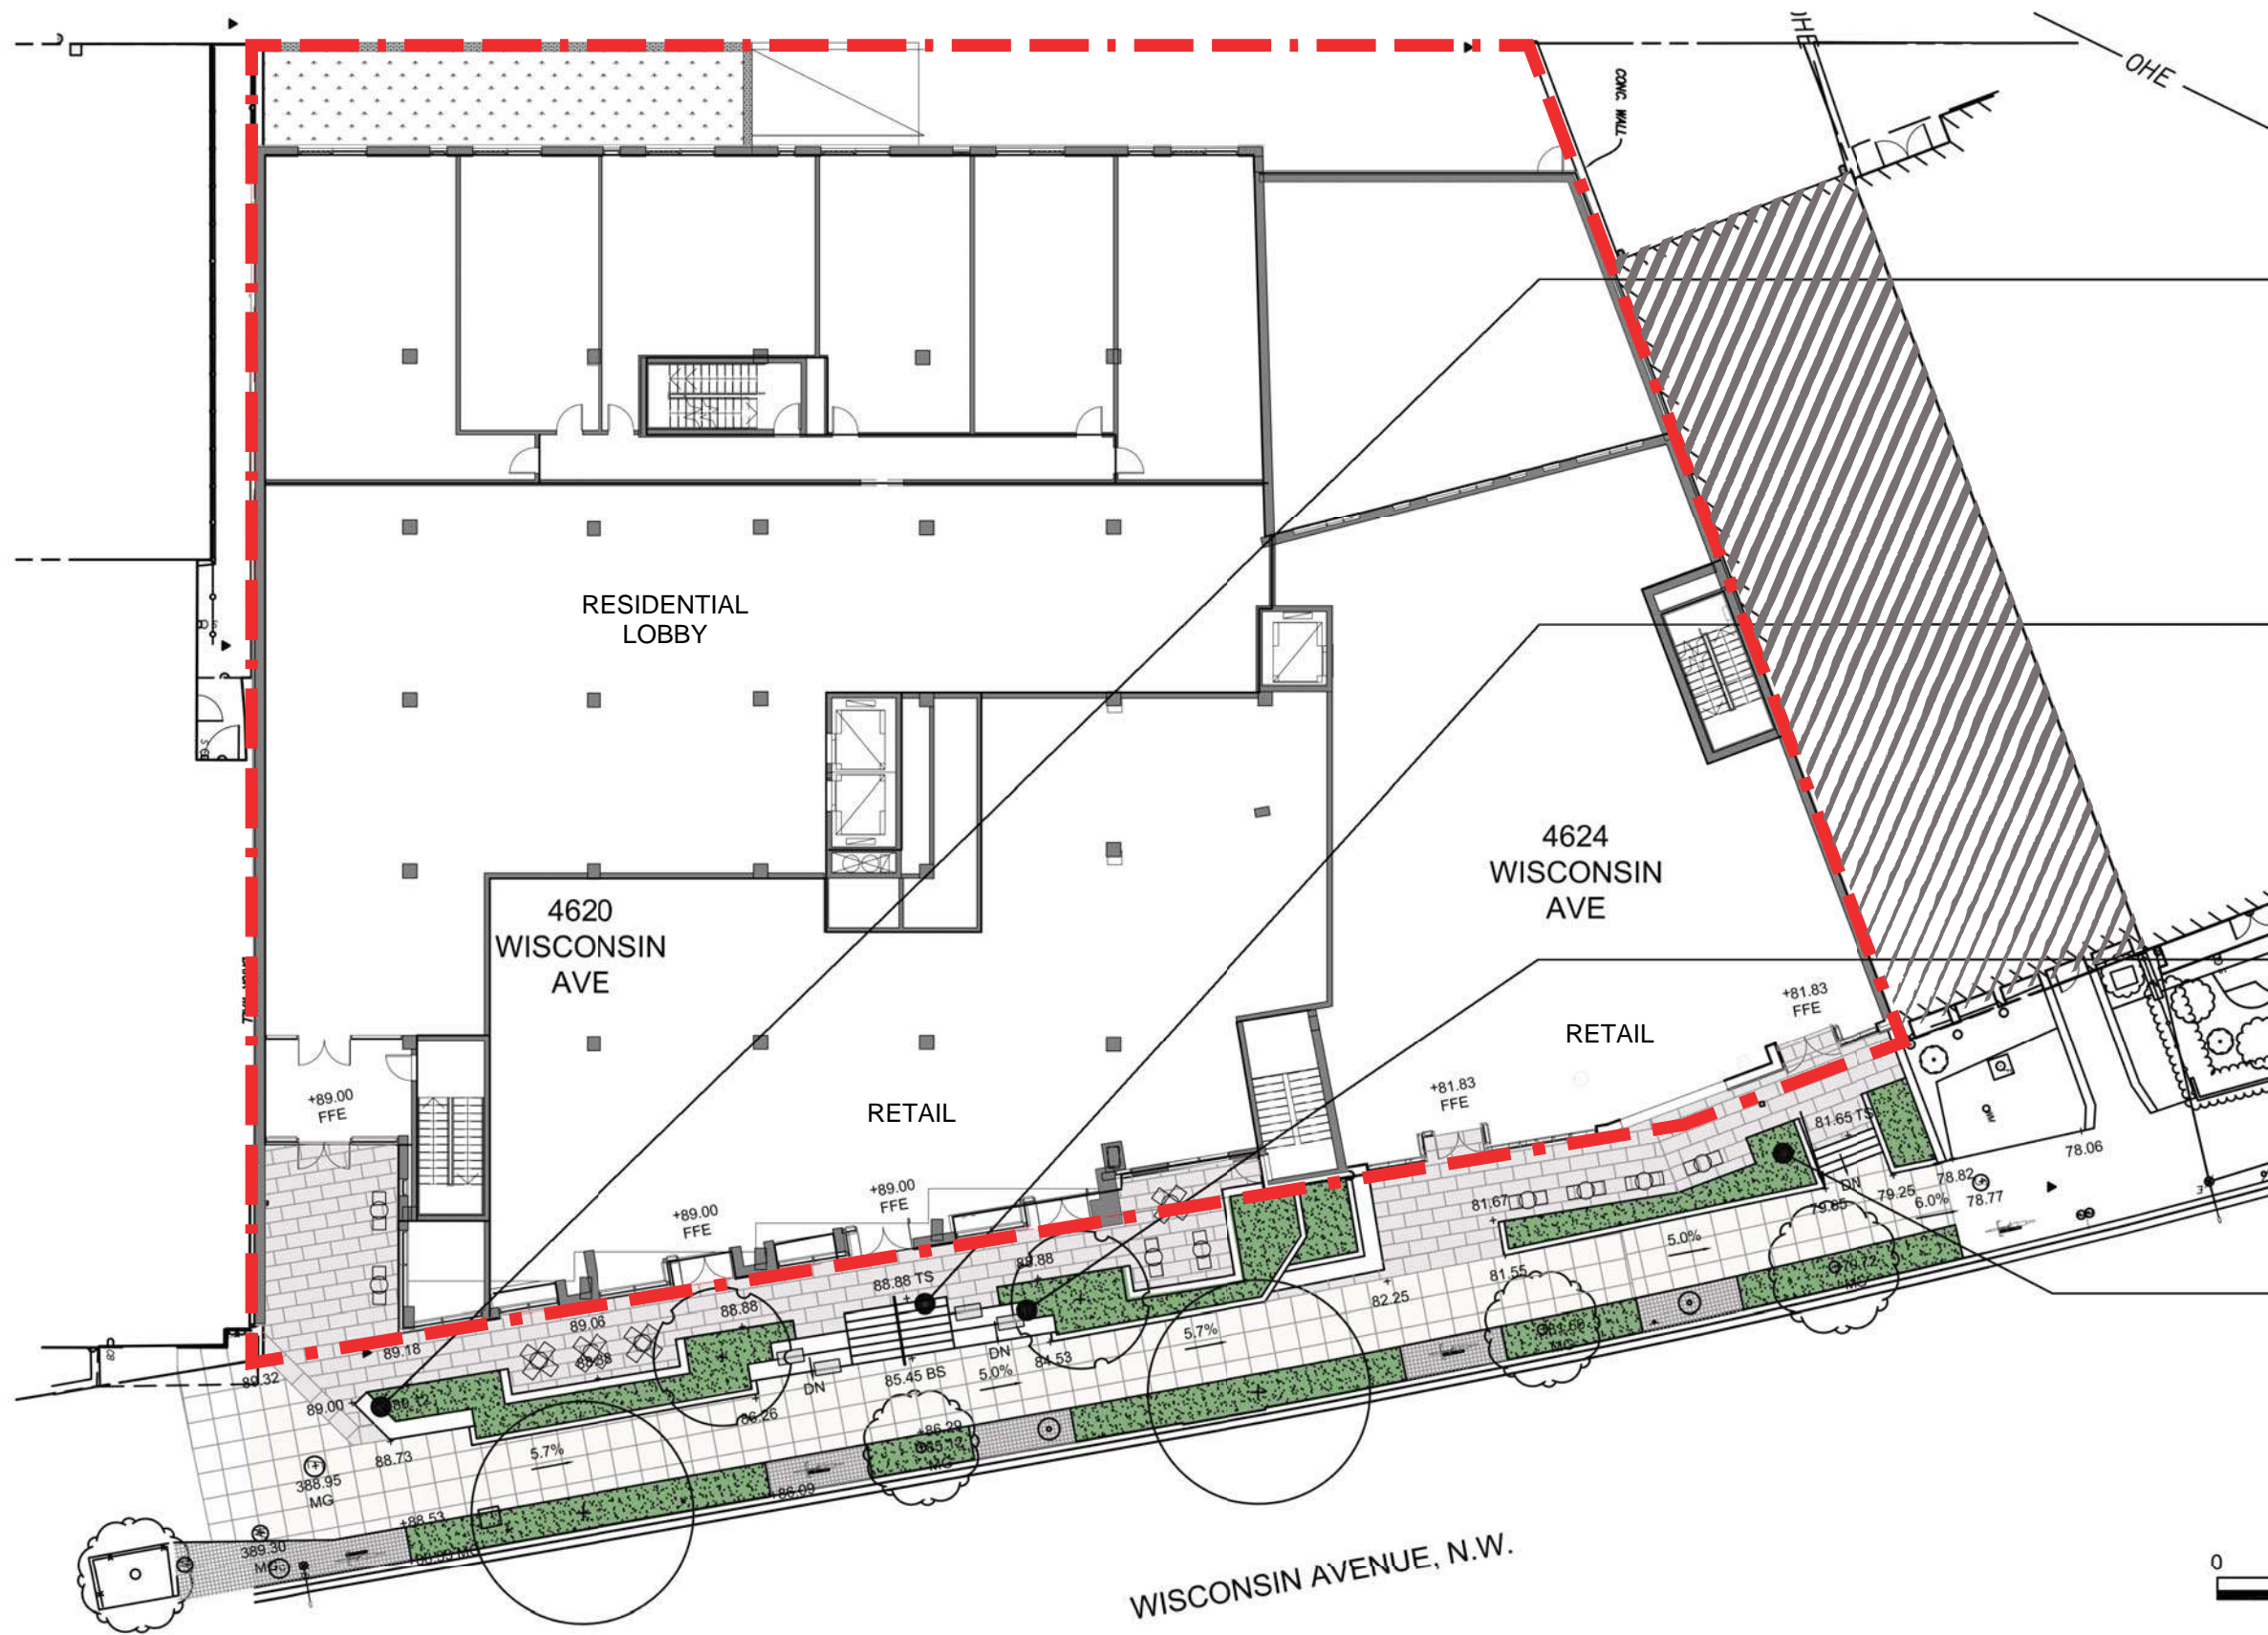 OHE
CONC. WALL
RESIDENTIAL
LOBBY
4624
WISCONSIN
AVE
4620
WISCONSIN
AVE
+81.83
FFE
RETAIL
+81.83
FFE
+89.00
FFE
RETAIL
81.65 TS
78.06
+89.00
FFE
+89.00
FFE
DN
78.82
79.25
6.0%
78.77
79.65
81.67
5.0%
88.88
88.88 TS
81.55
82.25
88.88
89.06
89.18
5.7%
DN
84.53
5.0%
85.45 BS
DN
89.32
89.00
86.26
+86.29
5.7%
88.73
388.95
MG
+86.09
+88.53
389.30
MG
WISCONSIN AVENUE, N.W.
0